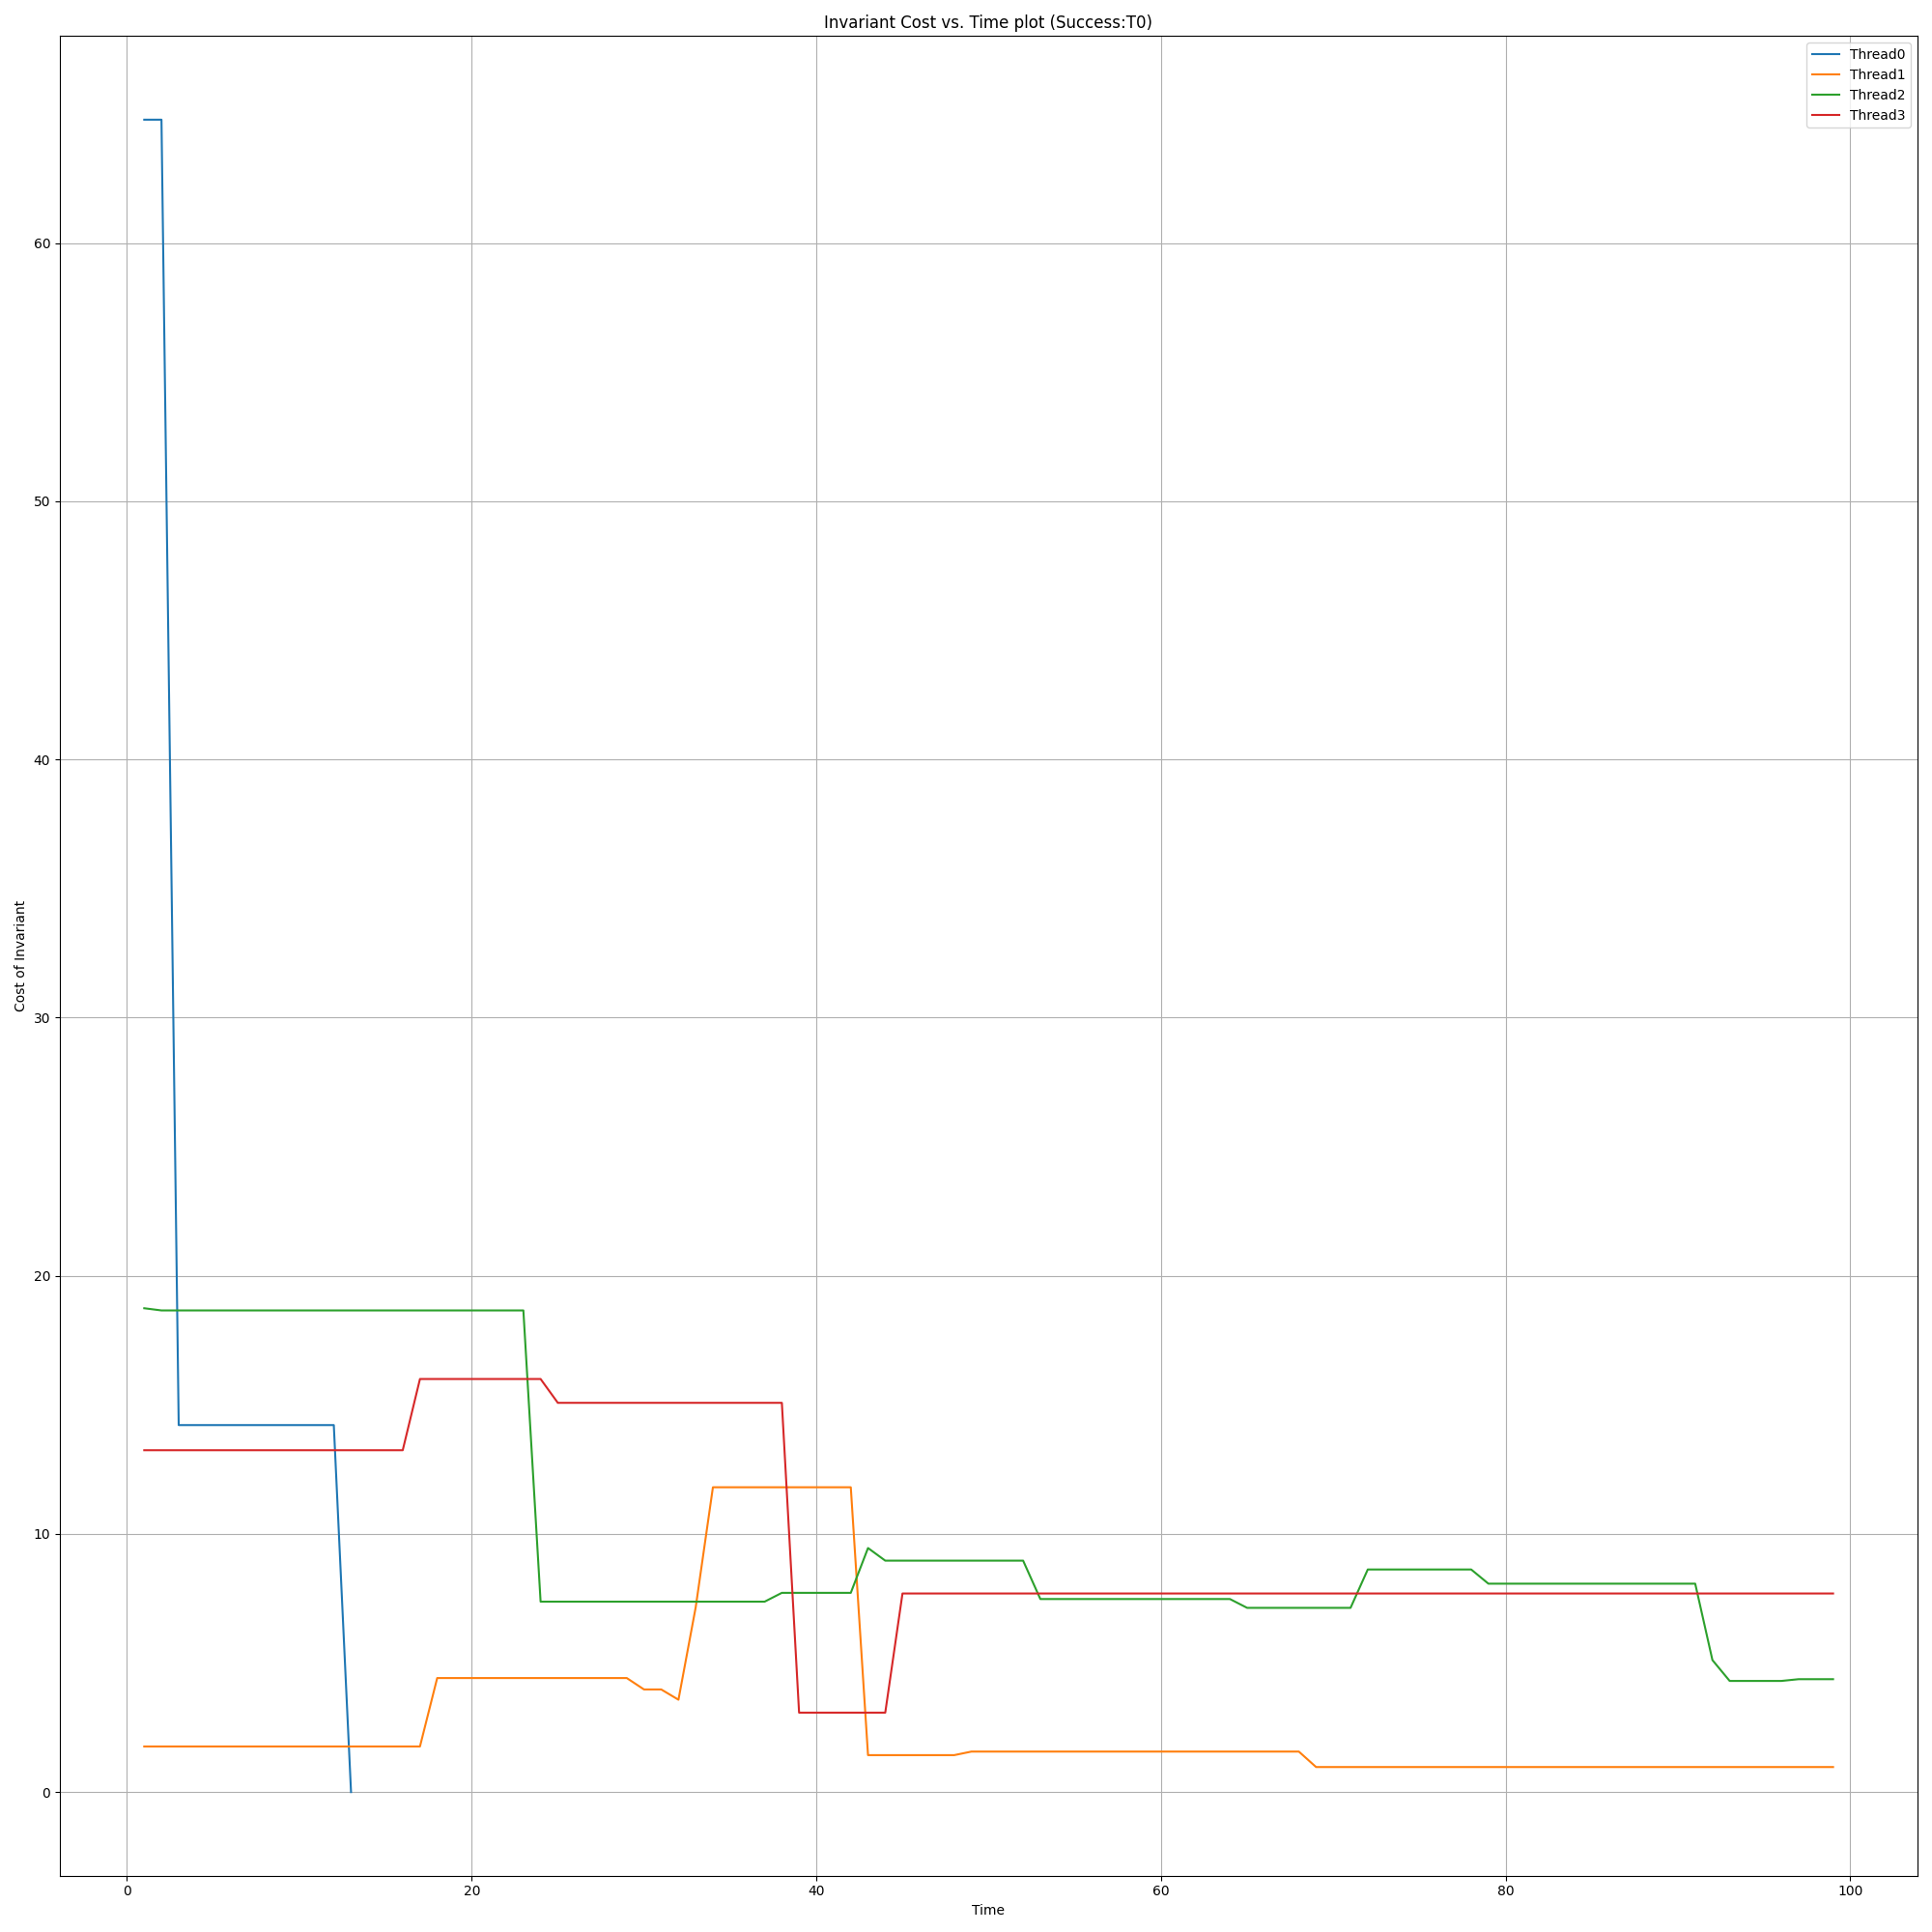 Invariant Cost vs. Time plot (Success:T0)
Thread0
Thread1
Thread2
Thread3
60
50
40
30
20
10
0
Cost of Invariant
0 20 40 60 80 100
Time